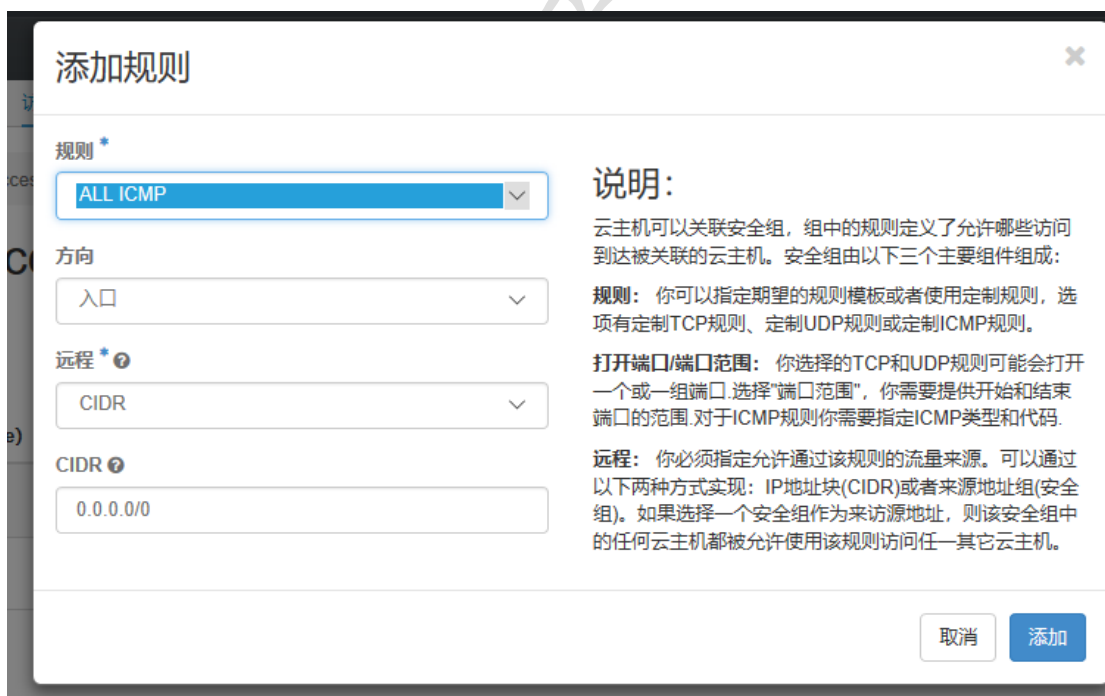 添加规则
访
规则 *
cces
ALL ICMP
方向
入口
远程 *
CIDR
e)
CIDR
0.0.0.0/0
说明：
云主机可以关联安全组，组中的规则定义了允许哪些访问
到达被关联的云主机。安全组由以下三个主要组件组成：
规则： 你可以指定期望的规则模板或者使用定制规则，选
项有定制TCP规则、定制UDP规则或定制ICMP规则。
打开端口/端口范围： 你选择的TCP和UDP规则可能会打开
一个或一组端口.选择"端口范围"，你需要提供开始和结束
端口的范围.对于ICMP规则你需要指定ICMP类型和代码.
远程： 你必须指定允许通过该规则的流量来源。可以通过
以下两种方式实现：IP地址块(CIDR)或者来源地址组(安全
组)。如果选择一个安全组作为来访源地址，则该安全组中
的任何云主机都被允许使用该规则访问任一其它云主机。
取消
添加